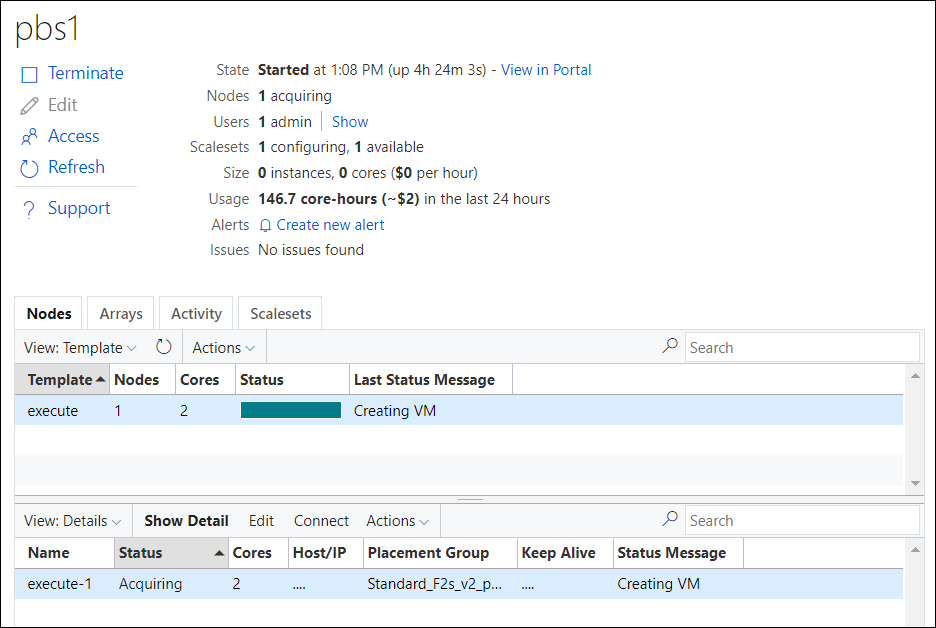 pbs1
Terminate
Edit
Access
Refresh
Support
State Started at 1:08 PM (up 4h 24m 3s) - View in Portal
Nodes 1 acquiring
Users 1 admin Show
Scalesets 1 configuring, 1 available
Size 0 instances, 0 cores ($0 per hour)
Usage 146.7 core-hours (~$2) in the last 24 hours
Alerts Create new alert
Issues No issues found
Nodes Arrays Activity Scalesets
View: Template Actions Search
Template Nodes Cores Status Last Status Message
execute 1 2 Creating VM
View: Details Show Detail Edit Connect Actions Search
Name Status Cores Host/IP Placement Group Keep Alive Status Message
execute-1 Acquiring 2 .... Standard_F2s_v2_p... .... Creating VM